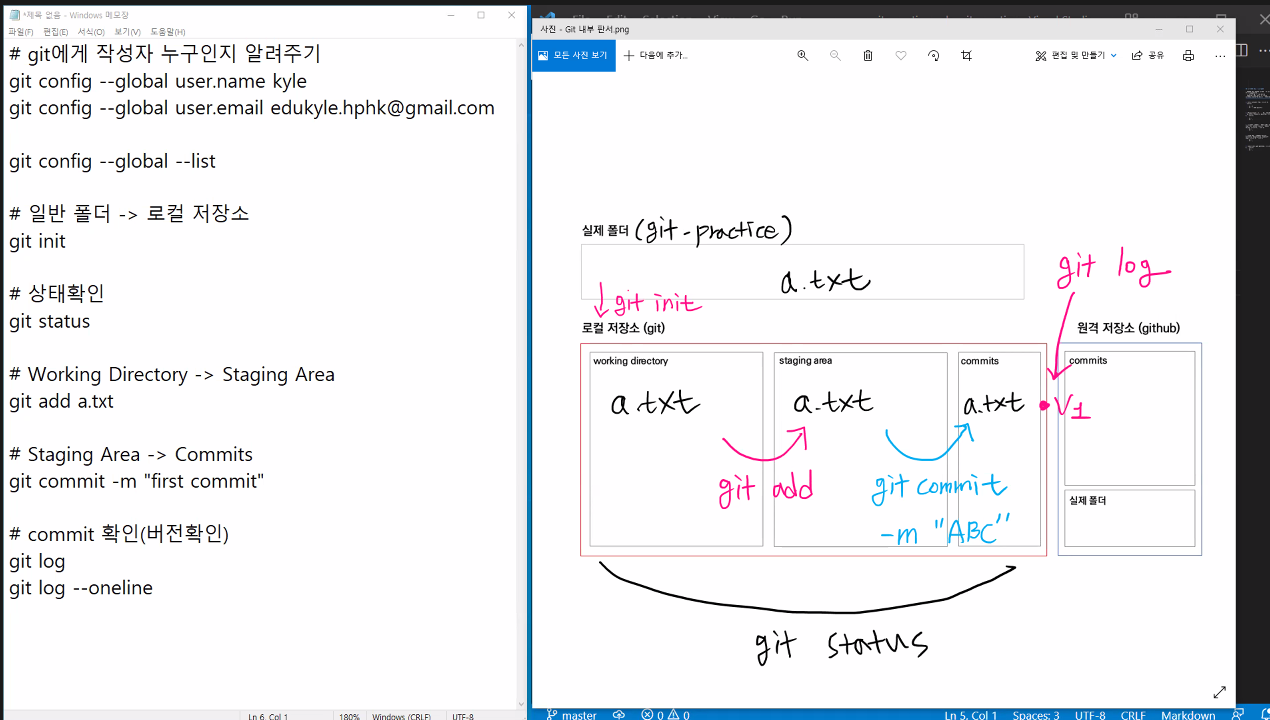 *제목 없음 - Windows 메모장
파일(F) 편집(E) 서식(O) 보기(V) 도움말(H)
# git에게 작성자 누구인지 알려주기
git config --global user.name kyle
git config --global user.email edukyle.hphk@gmail.com
git config --global --list
# 일반 폴더 -> 로컬 저장소
git init
# 상태확인
git status
# Working Directory -> Staging Area
git add a.txt
# Staging Area -> Commits
git commit -m "first commit"
# commit 확인(버전확인)
git log
git log --oneline
Ln 6, Col 1 180% Windows (CRLF) UTF-8
사진 - Git 내부 판서.png
모든 사진 보기 다음에 추가... 편집 및 만들기 공유
실제 폴더 (git-practice)
a.txt
git init
git log
로컬 저장소 (git) 원격 저장소 (github)
working directory staging area commits commits
a.txt a.txt a.txt V1
git add git commit
-m "ABC"
실제 폴더
git status
master 0 0 Ln 5, Col 1 Spaces: 3 UTF-8 CRLF Markdown